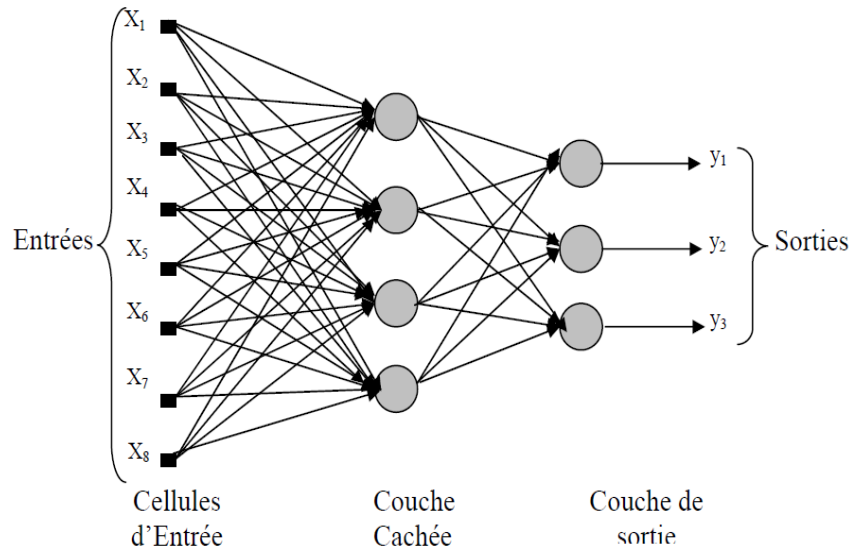 X1
X2
X3
X4
X5
X6
X7
X8
Entrées
y1
y2
y3
Sorties
Cellules
d'Entrée
Couche
Cachée
Couche de
sortie